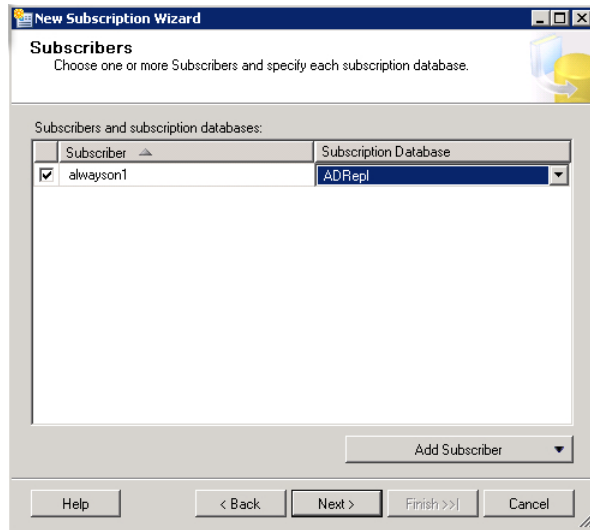 New Subscription Wizard
Subscribers
Choose one or more Subscribers and specify each subscription database.
Subscribers and subscription databases:
Subscriber Subscription Database
alwayson1 ADRepl
Add Subscriber
Help < Back Next > Finish >>| Cancel